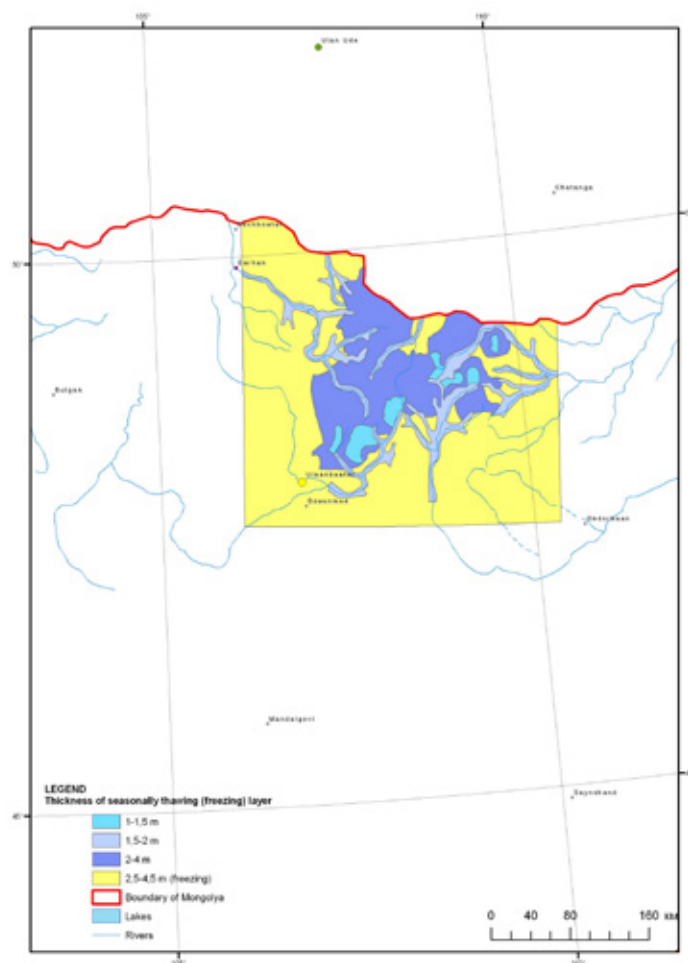 105°
110°
Ulan Ude
50°
Darhan
Bulgan
Ulaanbaatar
Mandalgovi
45°
Saynshand
LEGEND
Thickness of seasonally thawing (freezing) layer
1-1,5 m
1,5-2 m
2-4 m
2,5-4,5 m (freezing)
Boundary of Mongolya
Lakes
Rivers
0 40 80 160 KM